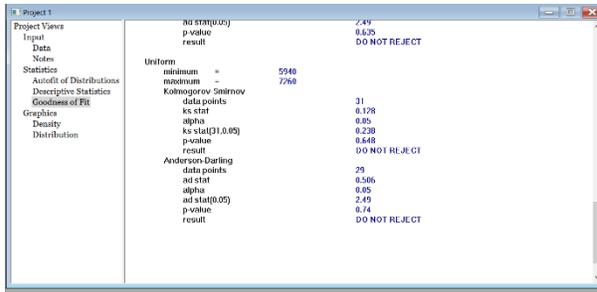 Project 1
Project Views
Input
Data
Notes
Statistics
Autofit of Distributions
Descriptive Statistics
Goodness of Fit
Graphics
Density
Distribution
ad stat(0.05) 2.49
p-value 0.635
result DO NOT REJECT
Uniform
minimum = 5940
maximum = 7260
Kolmogorov-Smirnov
data points 31
ks stat 0.128
alpha 0.05
ks stat(31,0.05) 0.238
p-value 0.648
result DO NOT REJECT
Anderson-Darling
data points 29
ad stat 0.506
alpha 0.05
ad stat(0.05) 2.49
p-value 0.74
result DO NOT REJECT